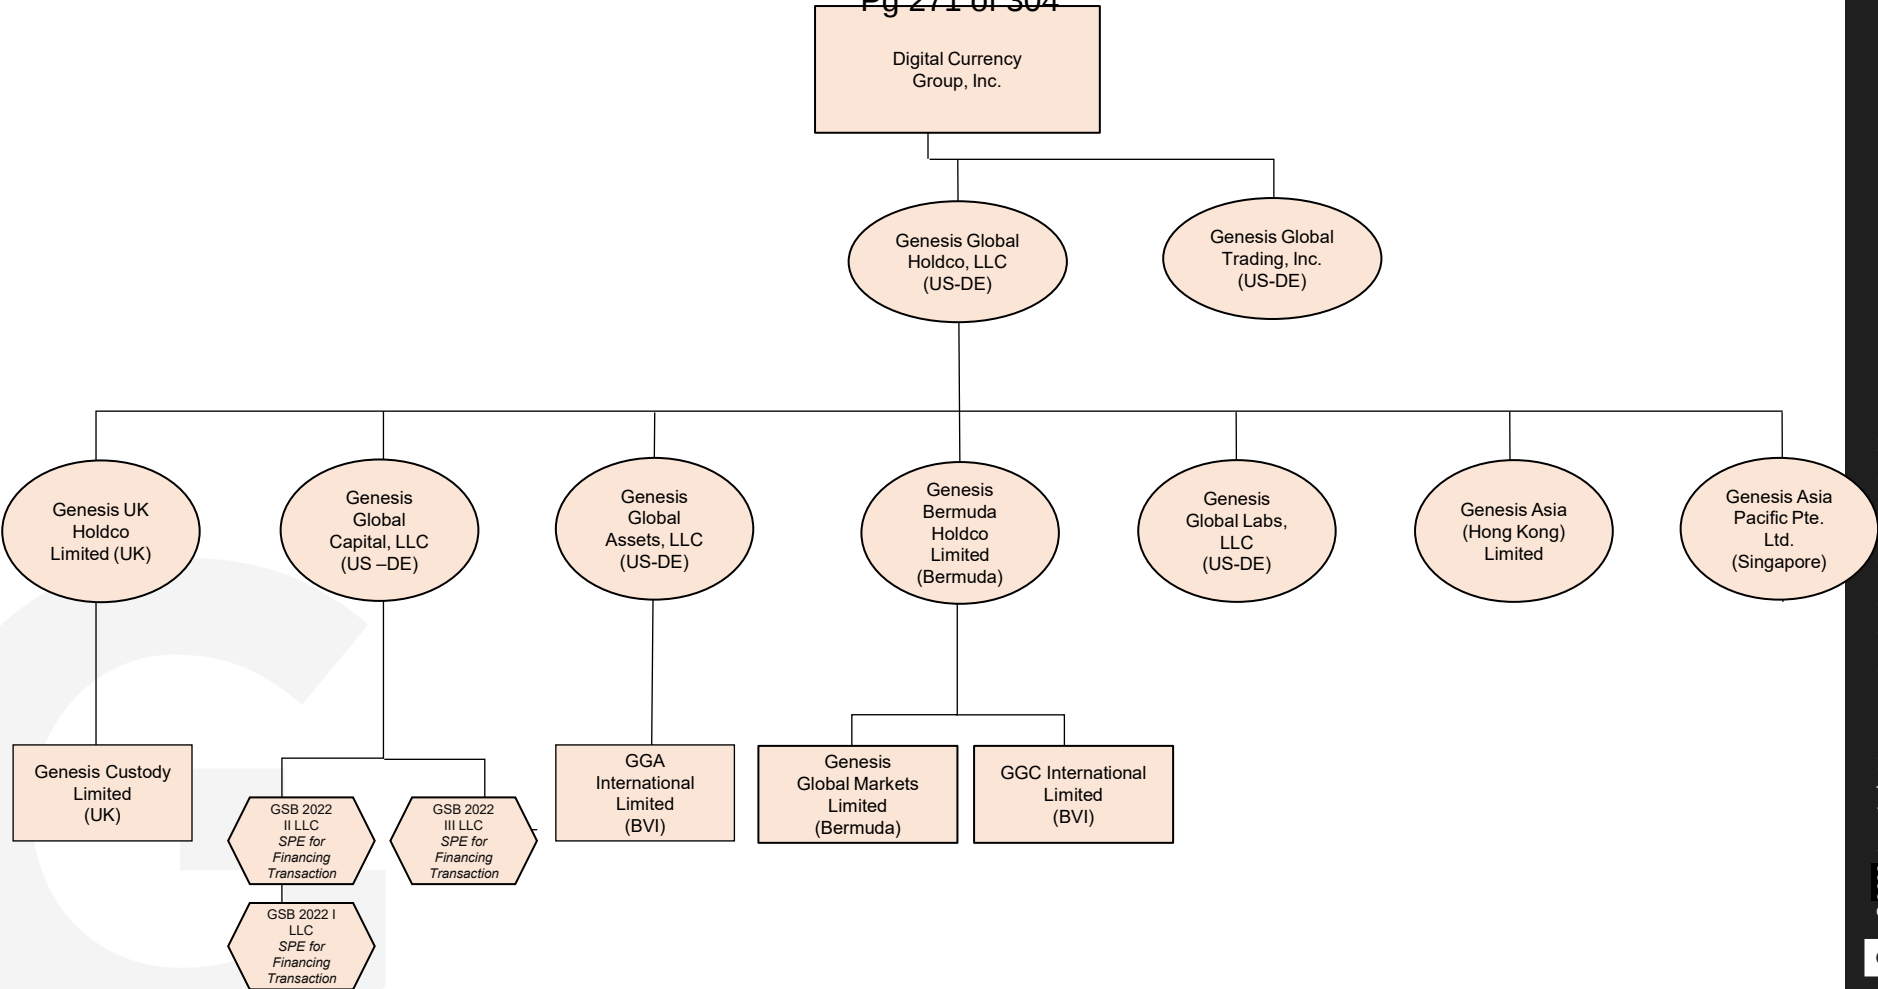 Pg 271 of 304
Digital Currency
Group, Inc.
Genesis Global
Holdco, LLC
(US-DE)
Genesis Global
Trading, Inc.
(US-DE)
Genesis UK
Holdco
Limited (UK)
Genesis
Global
Capital, LLC
(US –DE)
Genesis
Global
Assets, LLC
(US-DE)
Genesis
Bermuda
Holdco
Limited
(Bermuda)
Genesis
Global Labs,
LLC
(US-DE)
Genesis Asia
(Hong Kong)
Limited
Genesis Asia
Pacific Pte.
Ltd.
(Singapore)
Genesis Custody
Limited
(UK)
GSB 2022
II LLC
SPE for
Financing
Transaction
GSB 2022
III LLC
SPE for
Financing
Transaction
GGA
International
Limited
(BVI)
Genesis
Global Markets
Limited
(Bermuda)
GGC International
Limited
(BVI)
GSB 2022 I
LLC
SPE for
Financing
Transaction